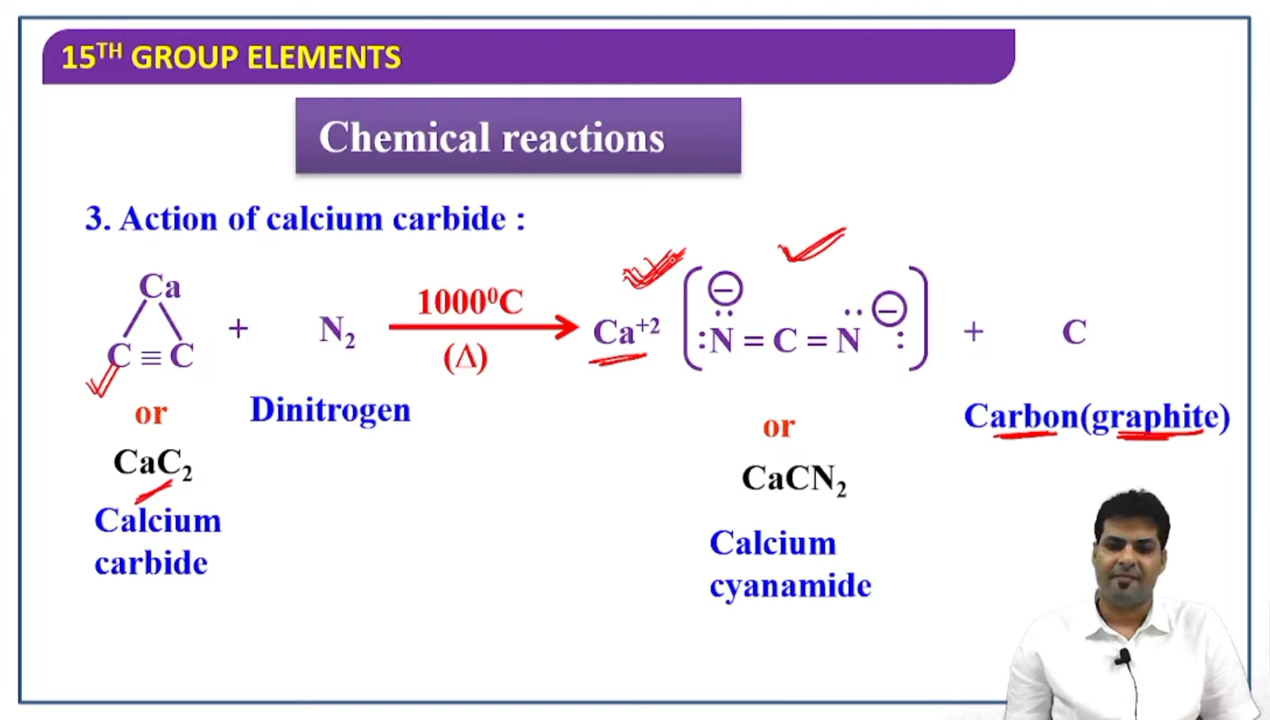 15TH GROUP ELEMENTS
Chemical reactions
3. Action of calcium carbide :
Ca
C ≡ C
+
N₂
1000⁰C
(Δ)
Ca⁺²
[:N̈⊖ = C = N̈:⊖]
+
C
or
CaC₂
Calcium
carbide
Dinitrogen
or
CaCN₂
Calcium
cyanamide
Carbon(graphite)